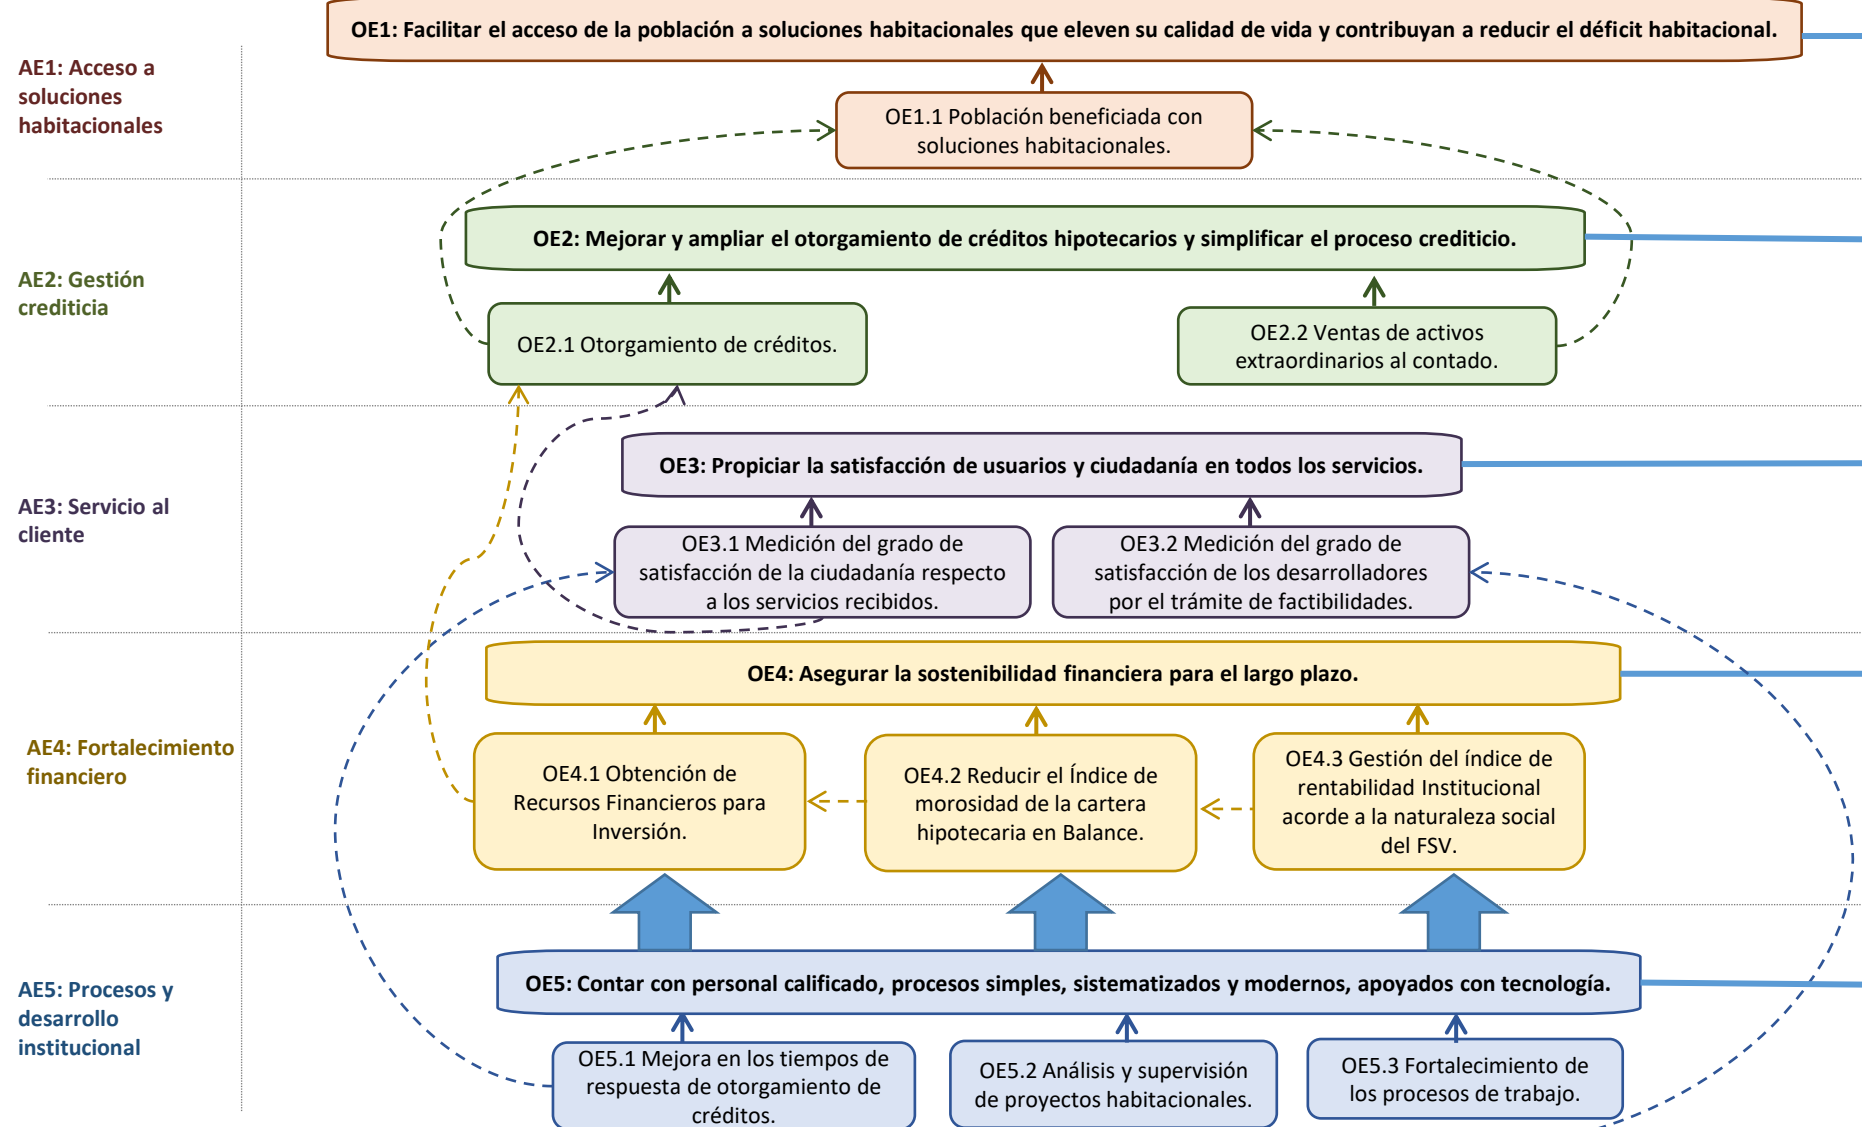 OE1: Facilitar el acceso de la población a soluciones habitacionales que eleven su calidad de vida y contribuyan a reducir el déficit habitacional.
AE1: Acceso a
soluciones
habitacionales
OE1.1 Población beneficiada con
soluciones habitacionales.
OE2: Mejorar y ampliar el otorgamiento de créditos hipotecarios y simplificar el proceso crediticio.
AE2: Gestión
crediticia
OE2.1 Otorgamiento de créditos.
OE2.2 Ventas de activos
extraordinarios al contado.
OE3: Propiciar la satisfacción de usuarios y ciudadanía en todos los servicios.
AE3: Servicio al
cliente
OE3.1 Medición del grado de
satisfacción de la ciudadanía respecto
a los servicios recibidos.
OE3.2 Medición del grado de
satisfacción de los desarrolladores
por el trámite de factibilidades.
OE4: Asegurar la sostenibilidad financiera para el largo plazo.
AE4: Fortalecimiento
financiero
OE4.1 Obtención de
Recursos Financieros para
Inversión.
OE4.2 Reducir el Índice de
morosidad de la cartera
hipotecaria en Balance.
OE4.3 Gestión del índice de
rentabilidad Institucional
acorde a la naturaleza social
del FSV.
OE5: Contar con personal calificado, procesos simples, sistematizados y modernos, apoyados con tecnología.
AE5: Procesos y
desarrollo
institucional
OE5.1 Mejora en los tiempos de
respuesta de otorgamiento de
créditos.
OE5.2 Análisis y supervisión
de proyectos habitacionales.
OE5.3 Fortalecimiento de
los procesos de trabajo.